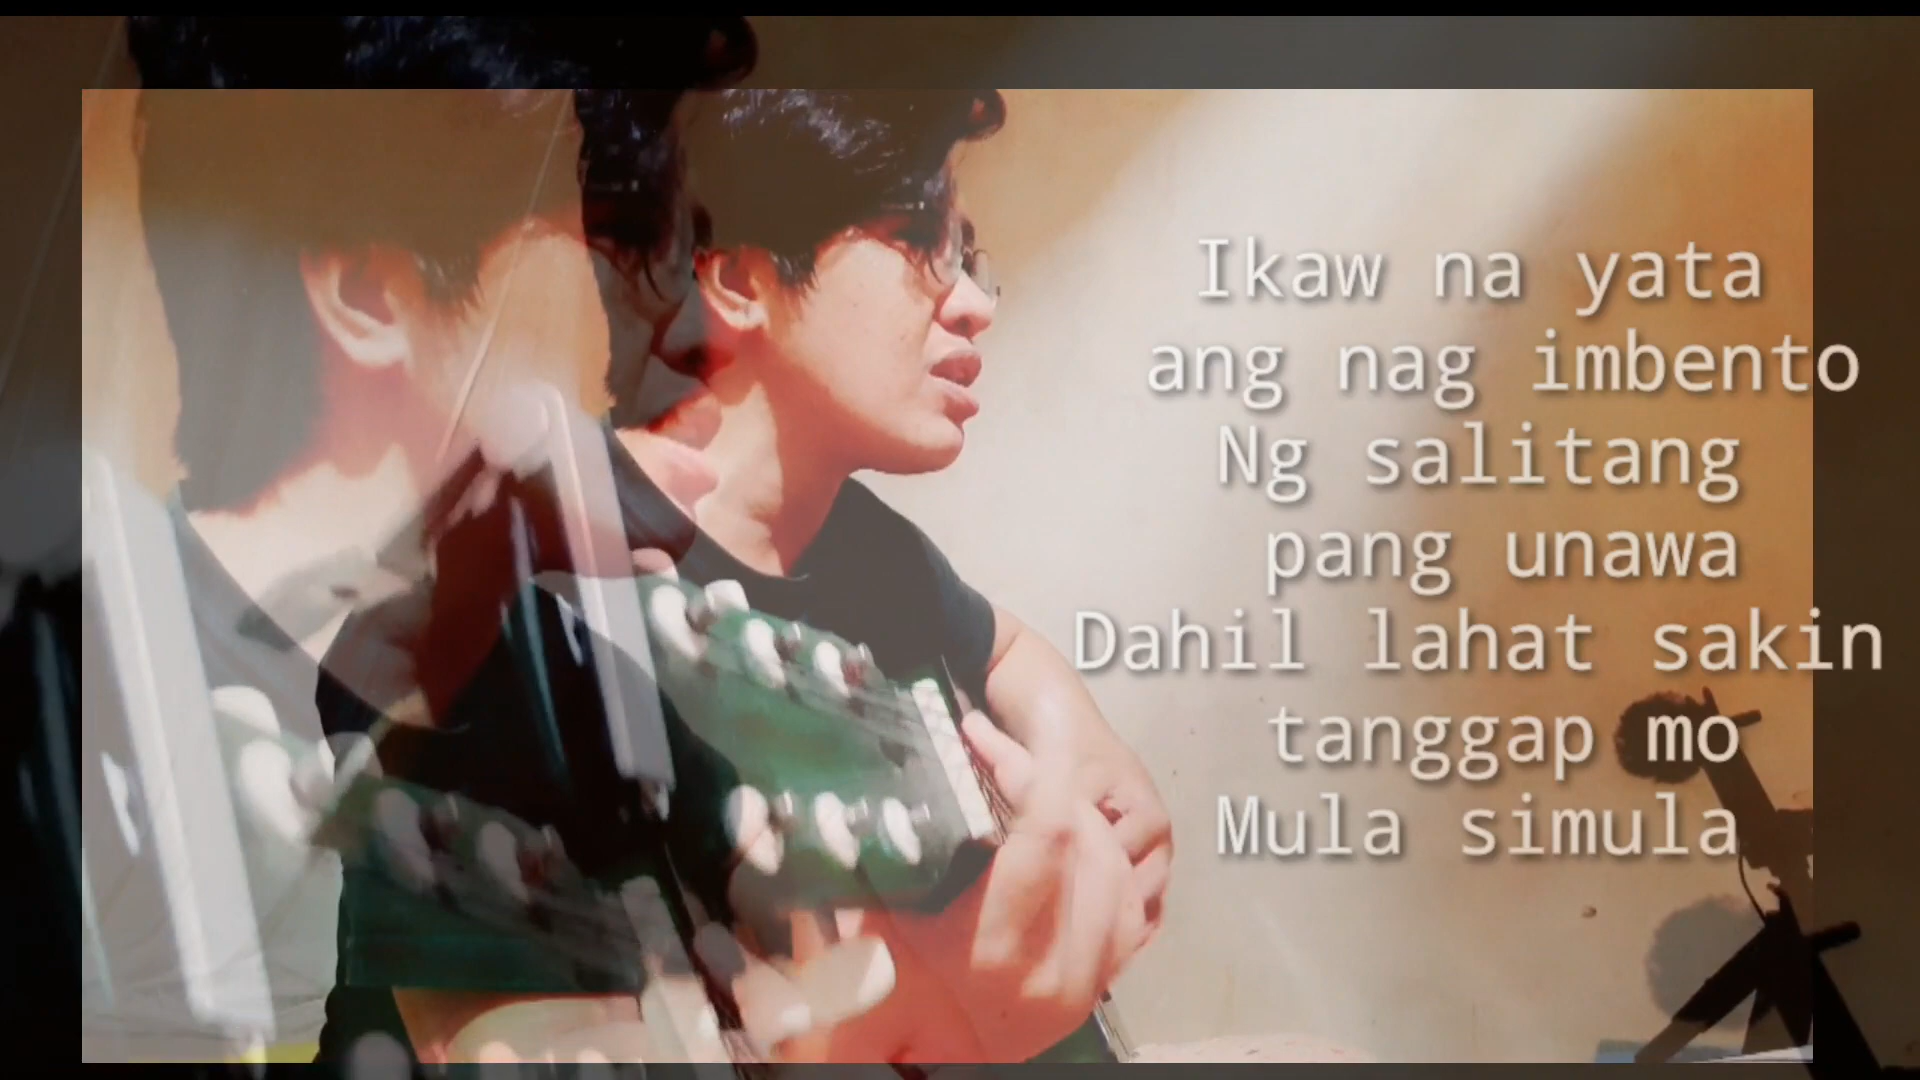 Ikaw na yata
ang nag imbento
Ng salitang
pang unawa
Dahil lahat sakin
tanggap mo
Mula simula